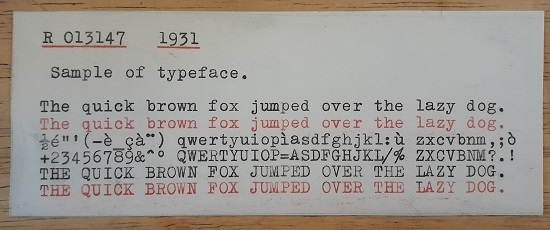 R 013147 1931
Sample of typeface.
The quick brown fox jumped over the lazy dog.
The quick brown fox jumped over the lazy dog.
½é"'(-è_çà¨) qwertyuiopìasdfghjkl:ù zxcvbnm,;ò
+23456789&^º QWERTYUIOP=ASDFGHJKL/% ZXCVBNM?.!
THE QUICK BROWN FOX JUMPED OVER THE LAZY DOG.
THE QUICK BROWN FOX JUMPED OVER THE LAZY DOG.